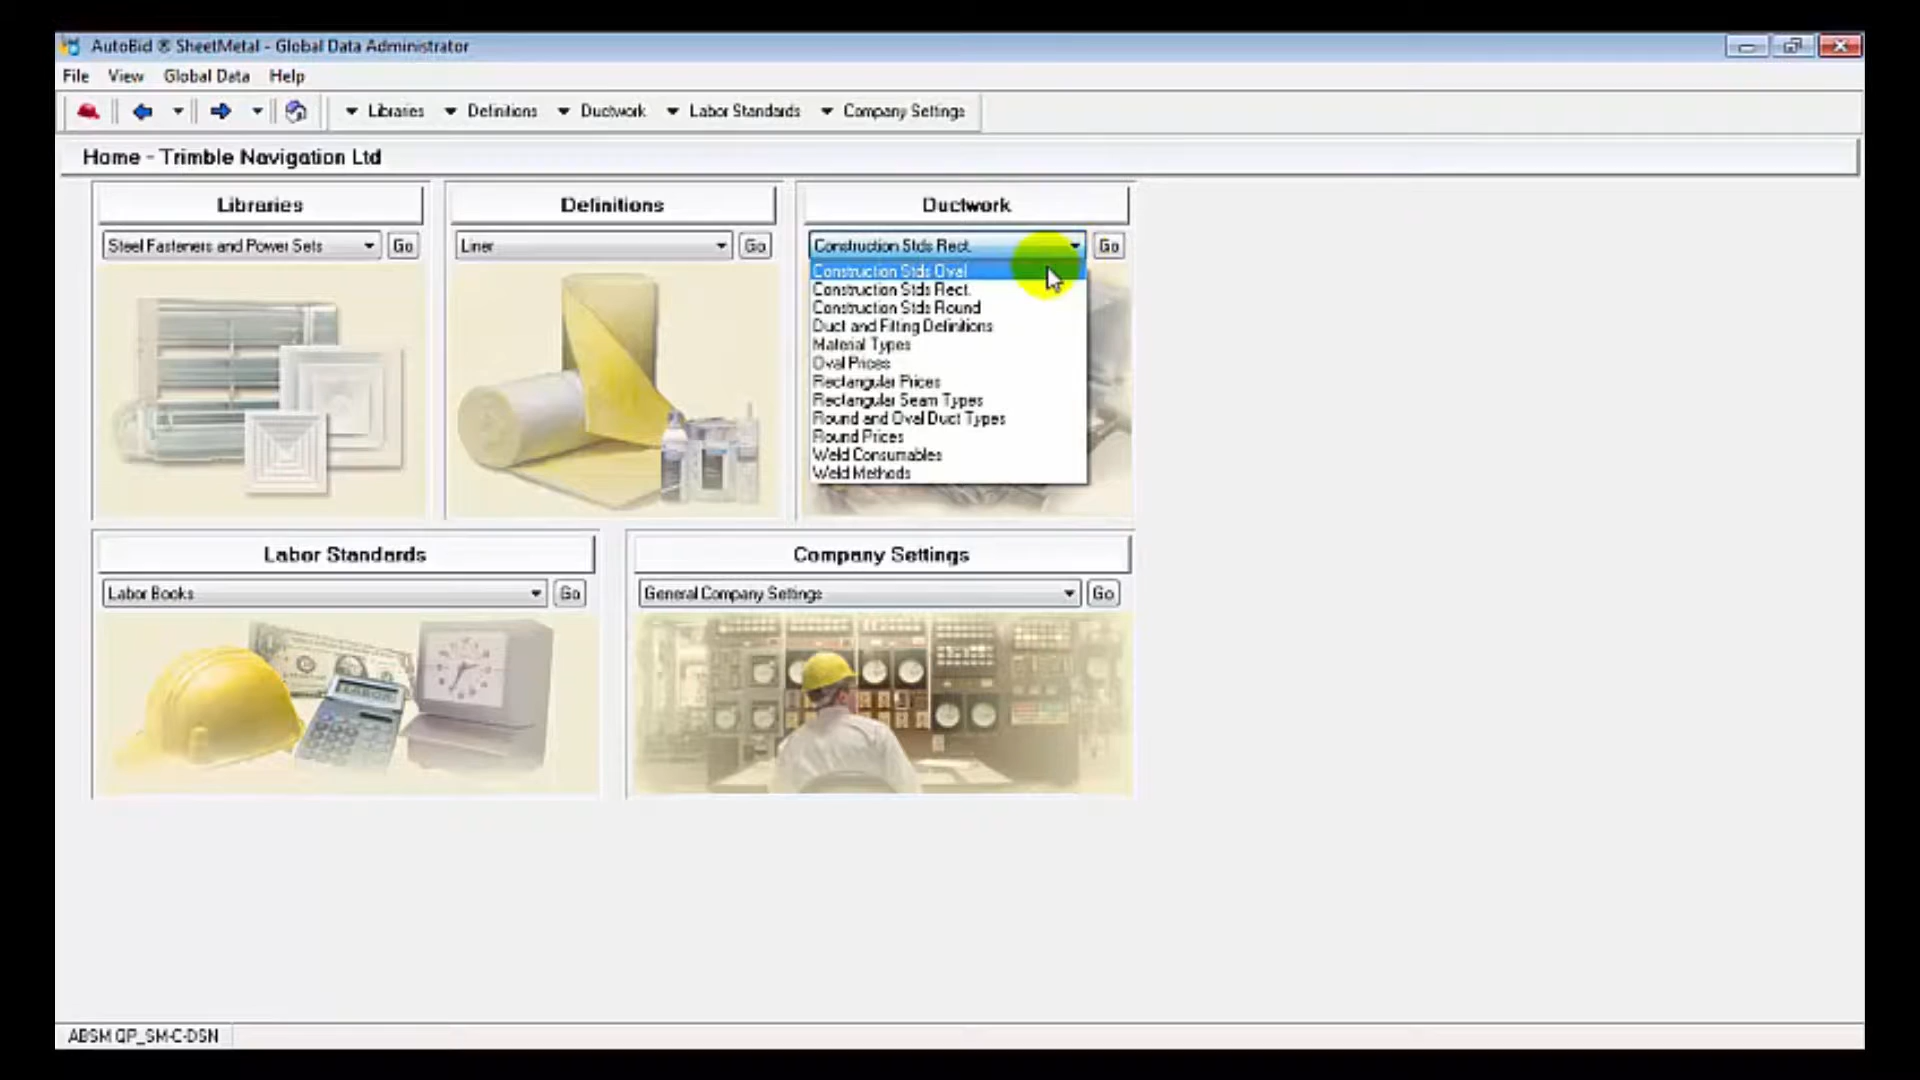 AutoBid ® SheetMetal - Global Data Administrator
File View Global Data Help
Libraries Definitions Ductwork Labor Standards Company Settings
Home - Trimble Navigation Ltd
Libraries Definitions Ductwork
Steel Fasteners and Power Sets Go Liner Go Construction Stds Rect. Go
Construction Stds Oval
Construction Stds Rect.
Construction Stds Round
Duct and Fitting Definitions
Material Types
Oval Prices
Rectangular Prices
Rectangular Seam Types
Round and Oval Duct Types
Round Prices
Weld Consumables
Weld Methods
Labor Standards Company Settings
Labor Books Go General Company Settings Go
LABOR
ABSM QP_SM-C-DSN